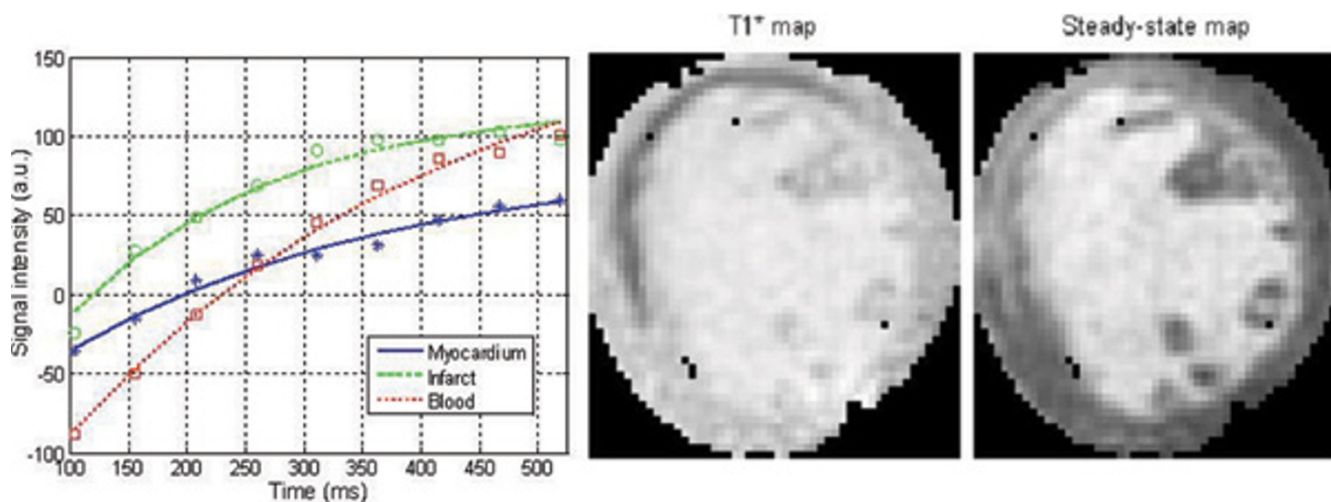 T1* map
Steady-state map
150
100
50
0
-50
-100
Signal intensity (a.u.)
Myocardium
Infarct
Blood
100 150 200 250 300 350 400 450 500
Time (ms)